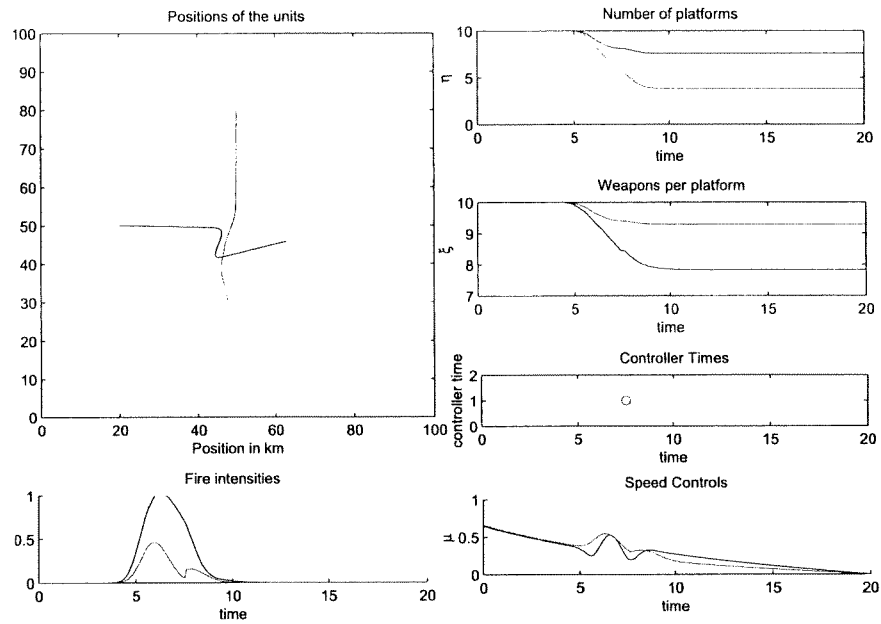 Positions of the units
100
90
80
70
60
50
40
30
20
10
0
0 20 40 60 80 100
Position in km
Number of platforms
10
5
0
η
0 5 10 15 20
time
Weapons per platform
10
9
8
7
ξ
0 5 10 15 20
time
Controller Times
2
1
0
controller time
0 5 10 15 20
time
Fire intensities
1
0.5
0
0 5 10 15 20
time
Speed Controls
1
0.5
0
μ
0 5 10 15 20
time